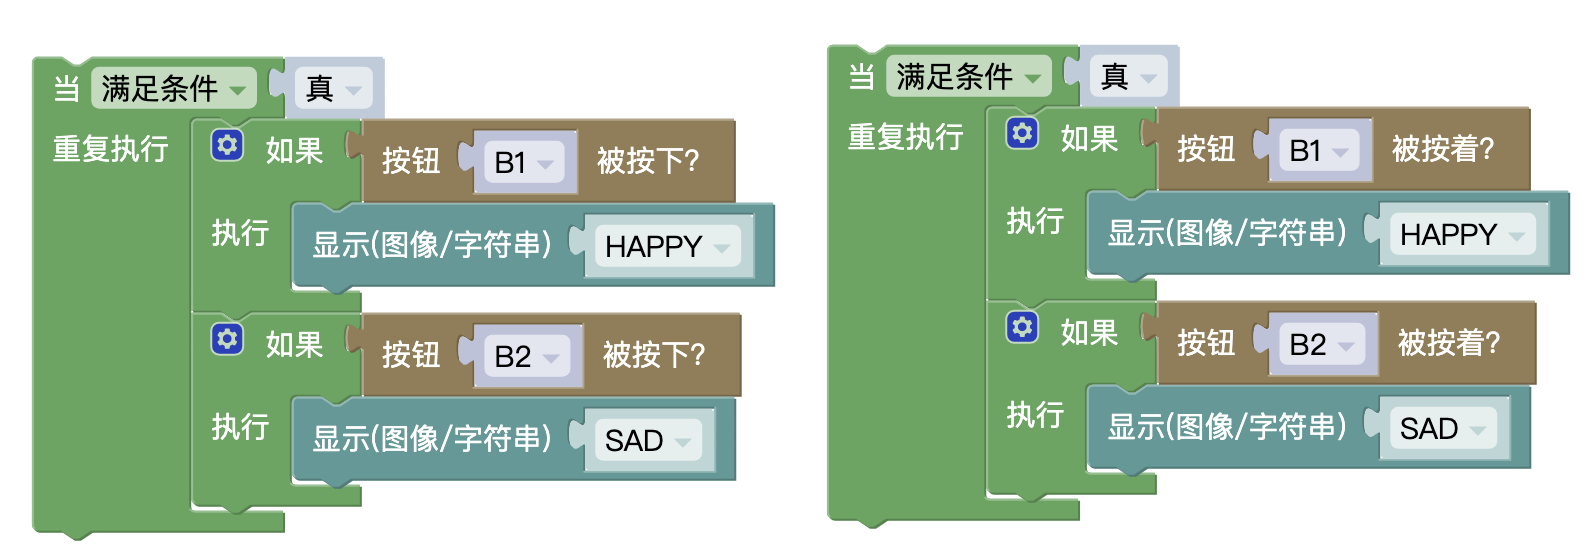 当 满足条件 真
重复执行 如果 按钮 B1 被按下?
执行 显示(图像/字符串) HAPPY
如果 按钮 B2 被按下?
执行 显示(图像/字符串) SAD
当 满足条件 真
重复执行 如果 按钮 B1 被按着?
执行 显示(图像/字符串) HAPPY
如果 按钮 B2 被按着?
执行 显示(图像/字符串) SAD